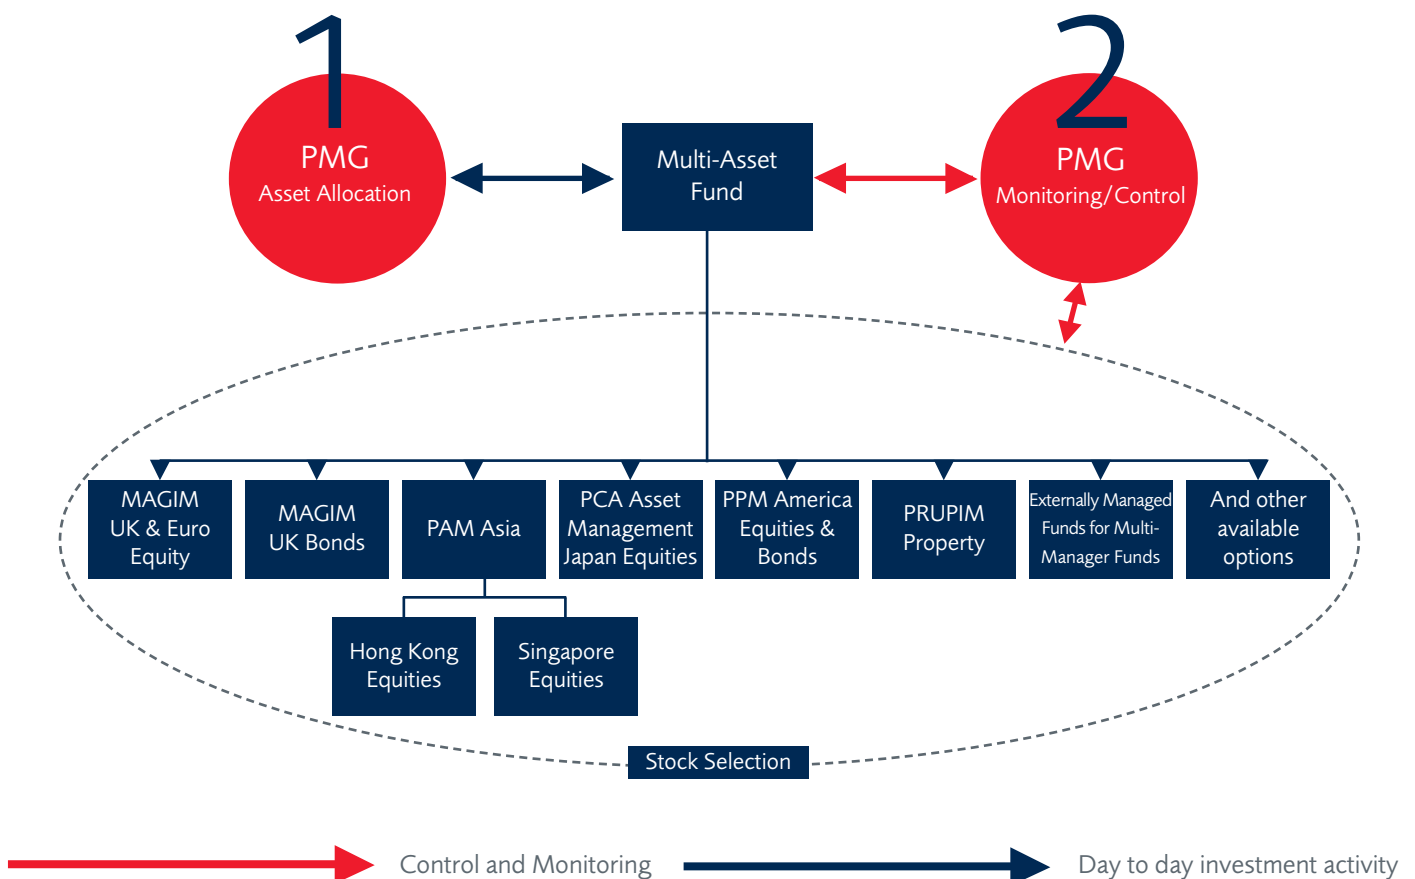 1
PMG
Asset Allocation
Multi-Asset
Fund
2
PMG
Monitoring/Control
MAGIM
UK & Euro
Equity
MAGIM
UK Bonds
PAM Asia
PCA Asset
Management
Japan Equities
PPM America
Equities &
Bonds
PRUPIM
Property
Externally Managed
Funds for Multi-
Manager Funds
And other
available
options
Hong Kong
Equities
Singapore
Equities
Stock Selection
Control and Monitoring
Day to day investment activity